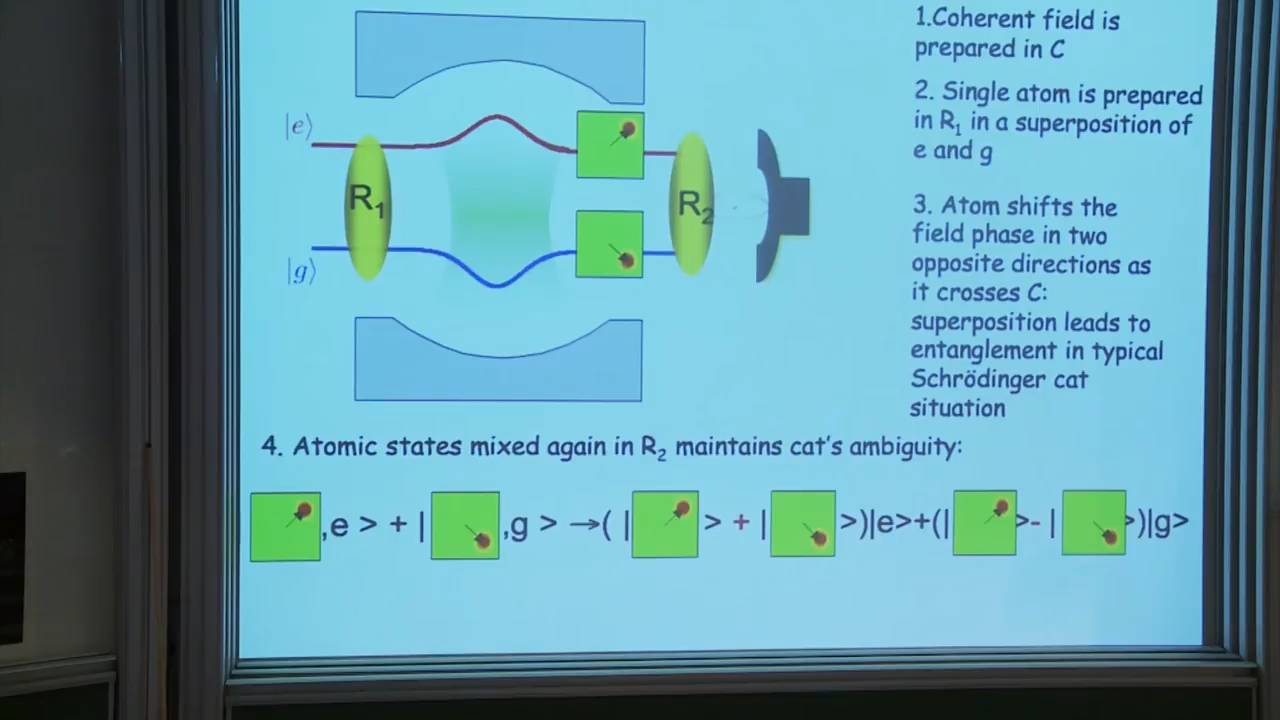 1.Coherent field is
prepared in C
2. Single atom is prepared
in R₁ in a superposition of
e and g
3. Atom shifts the
field phase in two
opposite directions as
it crosses C:
superposition leads to
entanglement in typical
Schrödinger cat
situation
|e⟩
R₁
R₂
|g⟩
4. Atomic states mixed again in R₂ maintains cat's ambiguity:
,e > + | ,g > →( | > + | >)|e>+(| >- | >)|g>